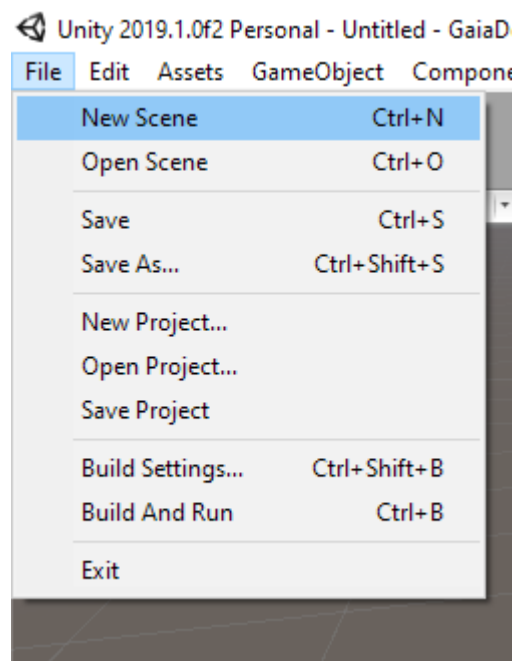 Unity 2019.1.0f2 Personal - Untitled - GaiaD
File Edit Assets GameObject Compone
New Scene Ctrl+N
Open Scene Ctrl+O
Save Ctrl+S
Save As... Ctrl+Shift+S
New Project...
Open Project...
Save Project
Build Settings... Ctrl+Shift+B
Build And Run Ctrl+B
Exit